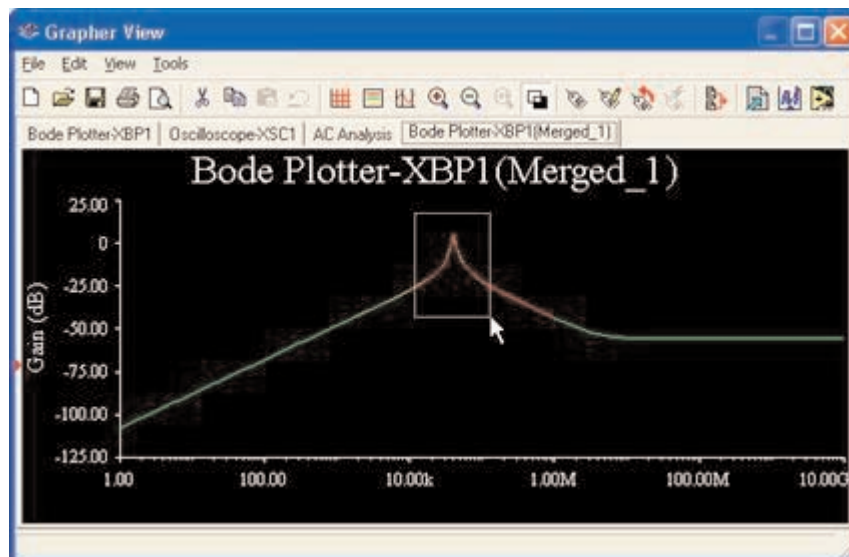 Grapher View
File Edit View Tools
Bode Plotter-XBP1 Oscilloscope-XSC1 AC Analysis Bode Plotter-XBP1(Merged_1)
Bode Plotter-XBP1(Merged_1)
Gain (dB)
25.00
0
-25.00
-50.00
-75.00
-100.00
-125.00
1.00 100.00 10.00k 1.00M 100.00M 10.00G